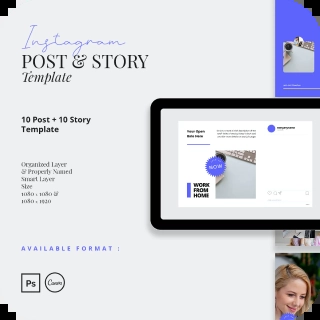 Instagram
POST & STORY
Template
10 Post + 10 Story
Template
Organized Layer
& Properly Named
Smart Layer
Size
1080 x 1080 &
1080 x 1920
AVAILABLE FORMAT :
Ps
Canva
Your Open
Bate Here
NOW
WORK
FROM
HOME